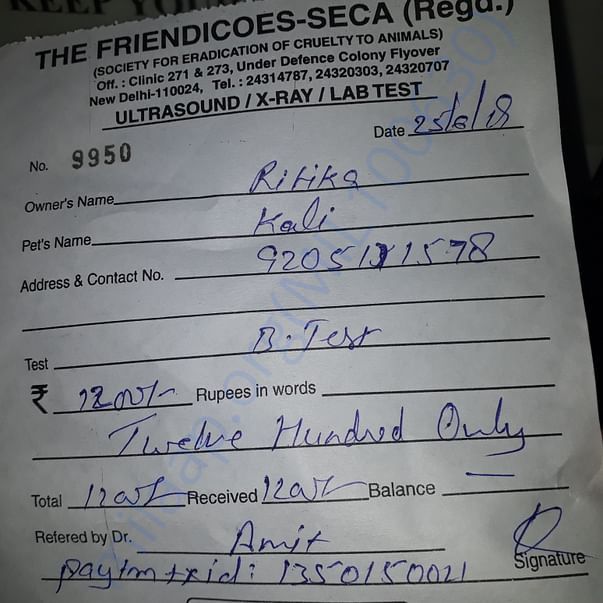 THE FRIENDICOES-SECA (Regd.)
(SOCIETY FOR ERADICATION OF CRUELTY TO ANIMALS)
Off. : Clinic 271 & 273, Under Defence Colony Flyover
New Delhi-110024, Tel. : 24314787, 24320303, 24320707
ULTRASOUND / X-RAY / LAB TEST
Date 25/6/18
No. 9950
Owner's Name Ritika
Pet's Name Kali
Address & Contact No.
Test B. Test
₹ 1200/- Rupees in words
Twelve Hundred Only
Total 1200/- Received 1200/- Balance —
Refered by Dr. Amit
Signature
paytm txid: 1350150021